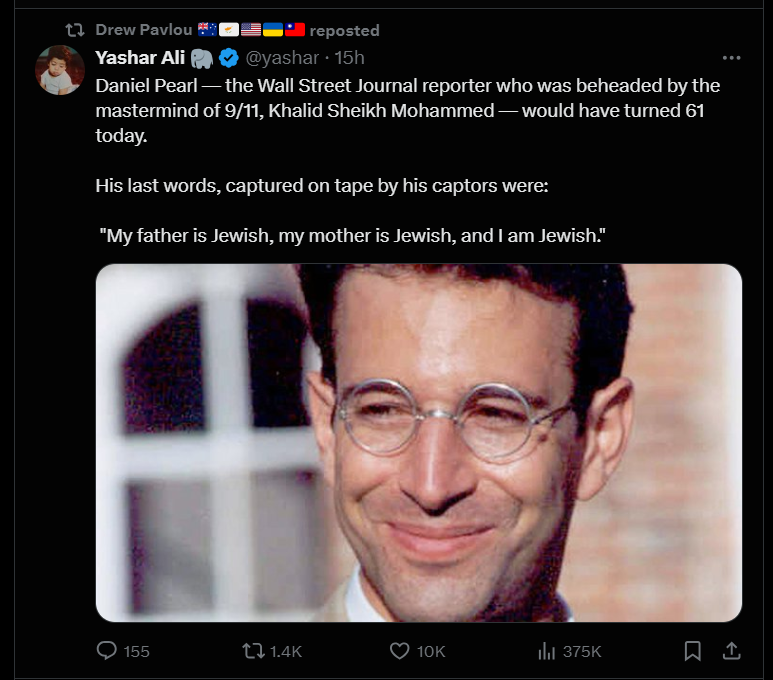 Drew Pavlou 🇦🇺🇨🇾🇺🇸🇺🇦🇹🇼 reposted
Yashar Ali 🐘 @yashar · 15h
Daniel Pearl — the Wall Street Journal reporter who was beheaded by the
mastermind of 9/11, Khalid Sheikh Mohammed — would have turned 61
today.
His last words, captured on tape by his captors were:
"My father is Jewish, my mother is Jewish, and I am Jewish."
155 1.4K 10K 375K